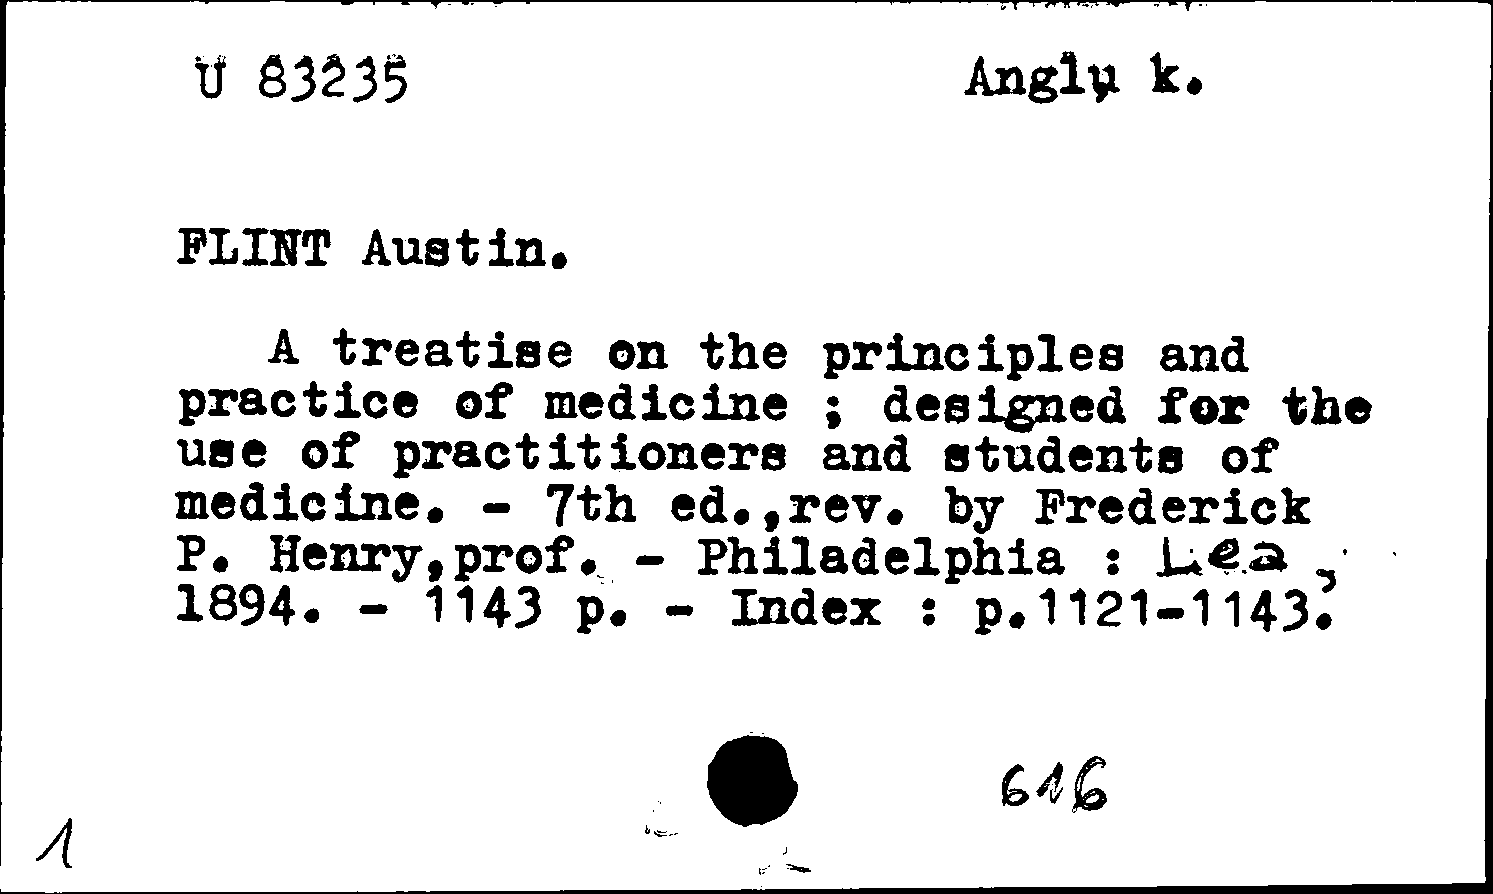 U 83235
Anglų k.
FLINT Austin.
A treatise on the principles and
practice of medicine ; designed for the
use of practitioners and students of
medicine. - 7th ed.,rev. by Frederick
P. Henry,prof. - Philadelphia : Lea ,
1894. - 1143 p. - Index : p.1121-1143.
616
1